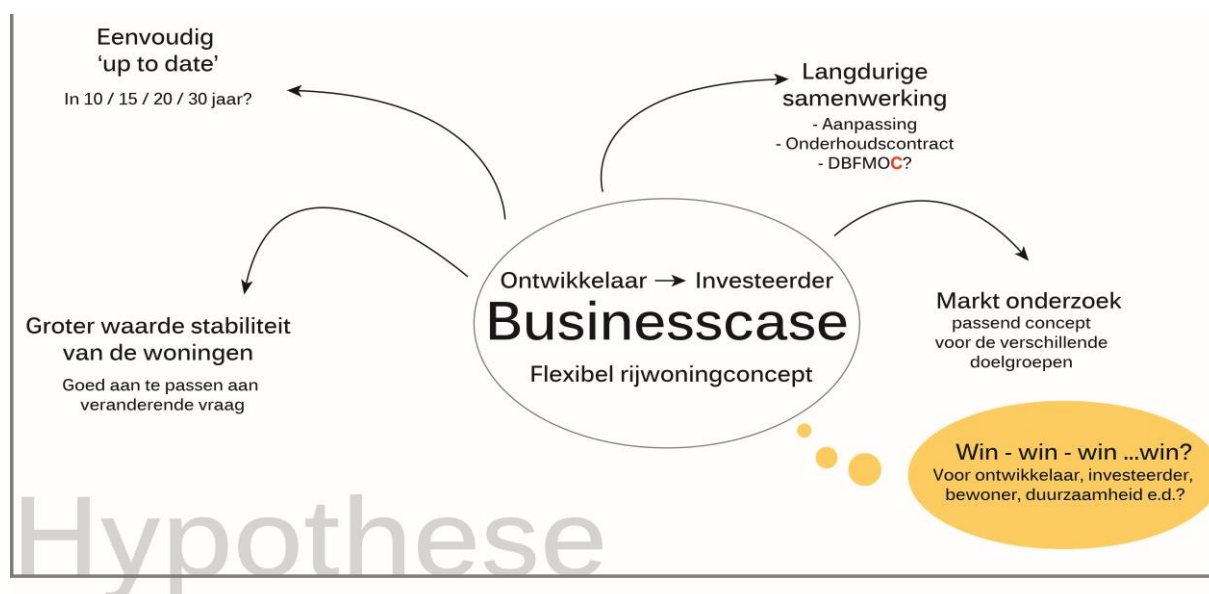 Eenvoudig
'up to date'
In 10 / 15 / 20 / 30 jaar?
Langdurige
samenwerking
- Aanpassing
- Onderhoudscontract
- DBFMOC?
Groter waarde stabiliteit
van de woningen
Goed aan te passen aan
veranderende vraag
Ontwikkelaar → Investeerder
Businesscase
Flexibel rijwoningconcept
Markt onderzoek
passend concept
voor de verschillende
doelgroepen
Win - win - win ...win?
Voor ontwikkelaar, investeerder,
bewoner, duurzaamheid e.d.?
Hypothese